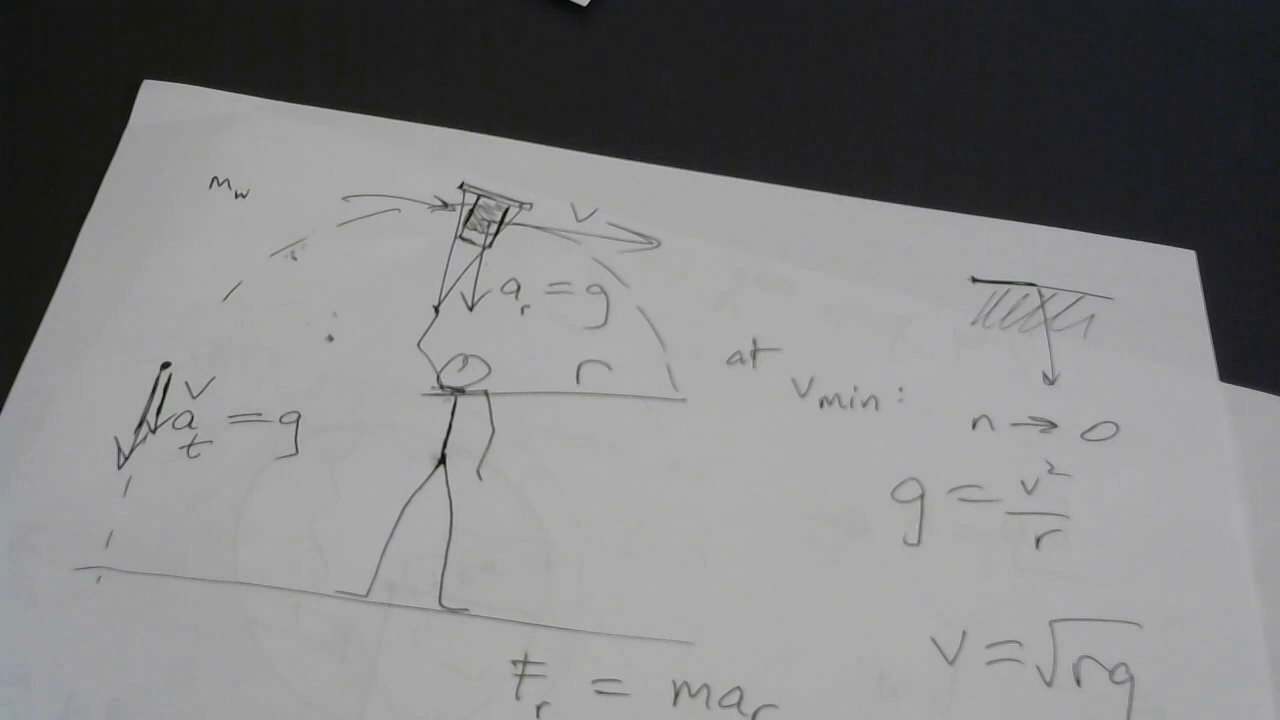 m_w
v
a_r = g
r
v
a_t = g
at v_min:
n → 0
g = v²/r
v = √rg
F_r = ma_r